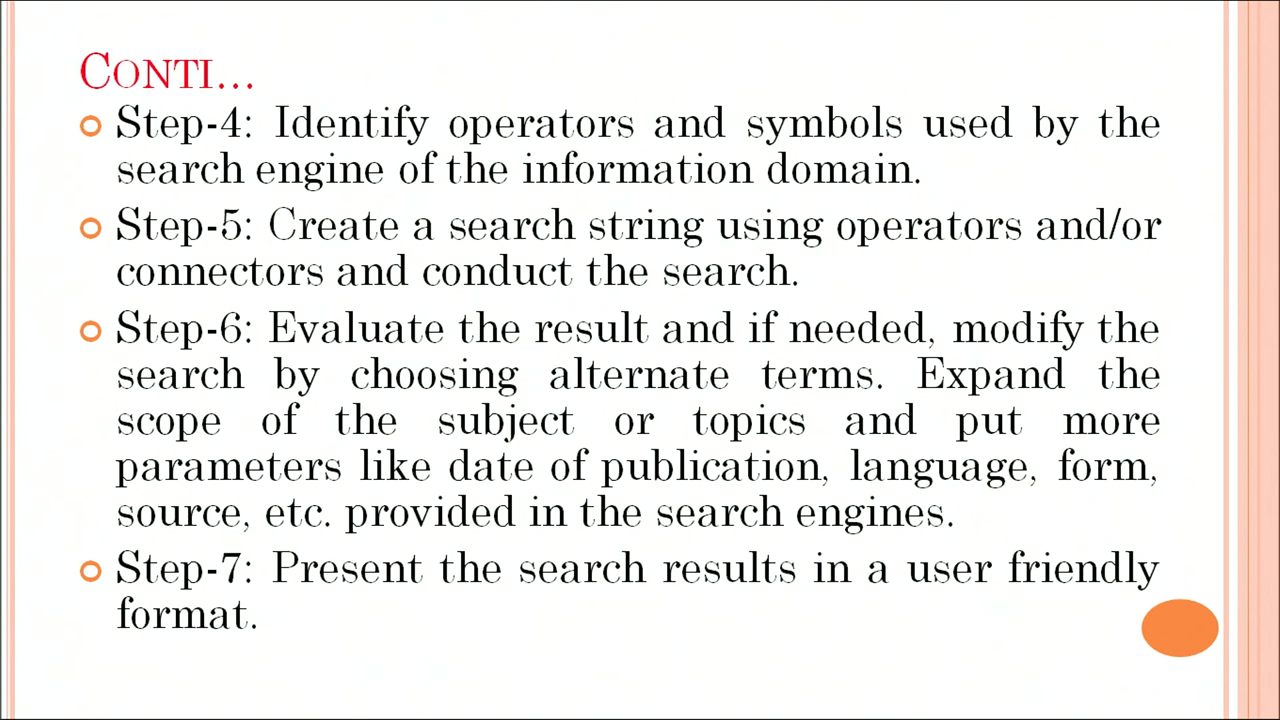 CONTI...
Step-4: Identify operators and symbols used by the
search engine of the information domain.
Step-5: Create a search string using operators and/or
connectors and conduct the search.
Step-6: Evaluate the result and if needed, modify the
search by choosing alternate terms. Expand the
scope of the subject or topics and put more
parameters like date of publication, language, form,
source, etc. provided in the search engines.
Step-7: Present the search results in a user friendly
format.